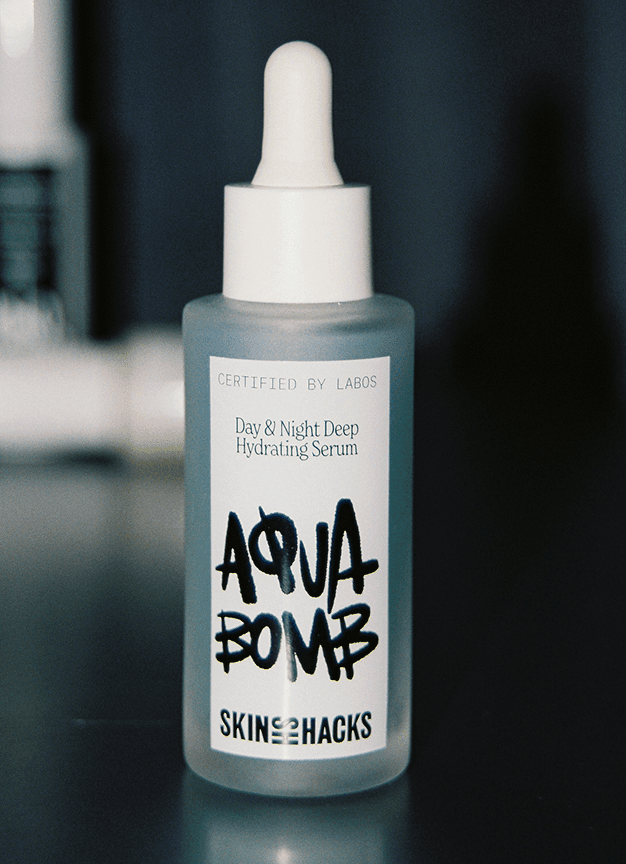 CERTIFIED BY LABOS
Day & Night Deep
Hydrating Serum
AQUA
BOMB
SKIN HACKS